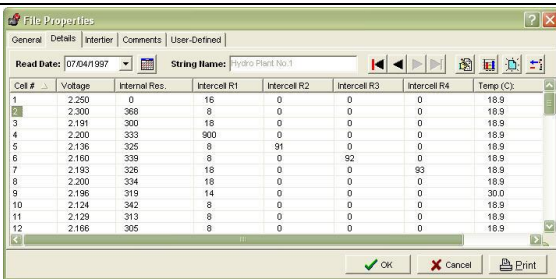 File Properties
General Details Intertier Comments User-Defined
Read Date: 07/04/1997 String Name: Hydro Plant No.1
Cell # Voltage Internal Res. Intercell R1 Intercell R2 Intercell R3 Intercell R4 Temp (C):
1 2.250 0 16 0 0 0 18.9
2 2.300 368 8 0 0 0 18.9
3 2.191 300 18 0 0 0 18.9
4 2.200 333 900 0 0 0 18.9
5 2.136 325 8 91 0 0 18.9
6 2.160 339 8 0 92 0 18.9
7 2.193 326 18 0 0 93 18.9
8 2.200 334 18 0 0 0 18.9
9 2.196 319 14 0 0 0 30.0
10 2.124 342 8 0 0 0 18.9
11 2.129 313 8 0 0 0 18.9
12 2.166 305 8 0 0 0 18.9
OK Cancel Print